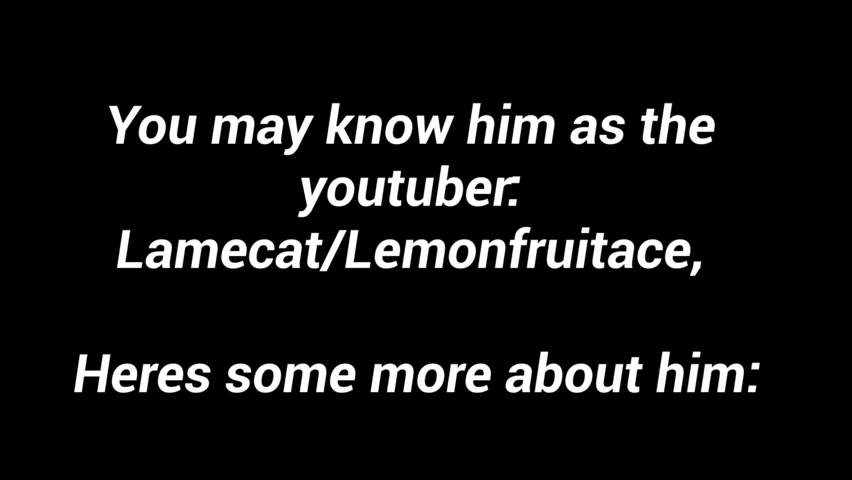 You may know him as the
youtuber:
Lamecat/Lemonfruitace,
Heres some more about him: